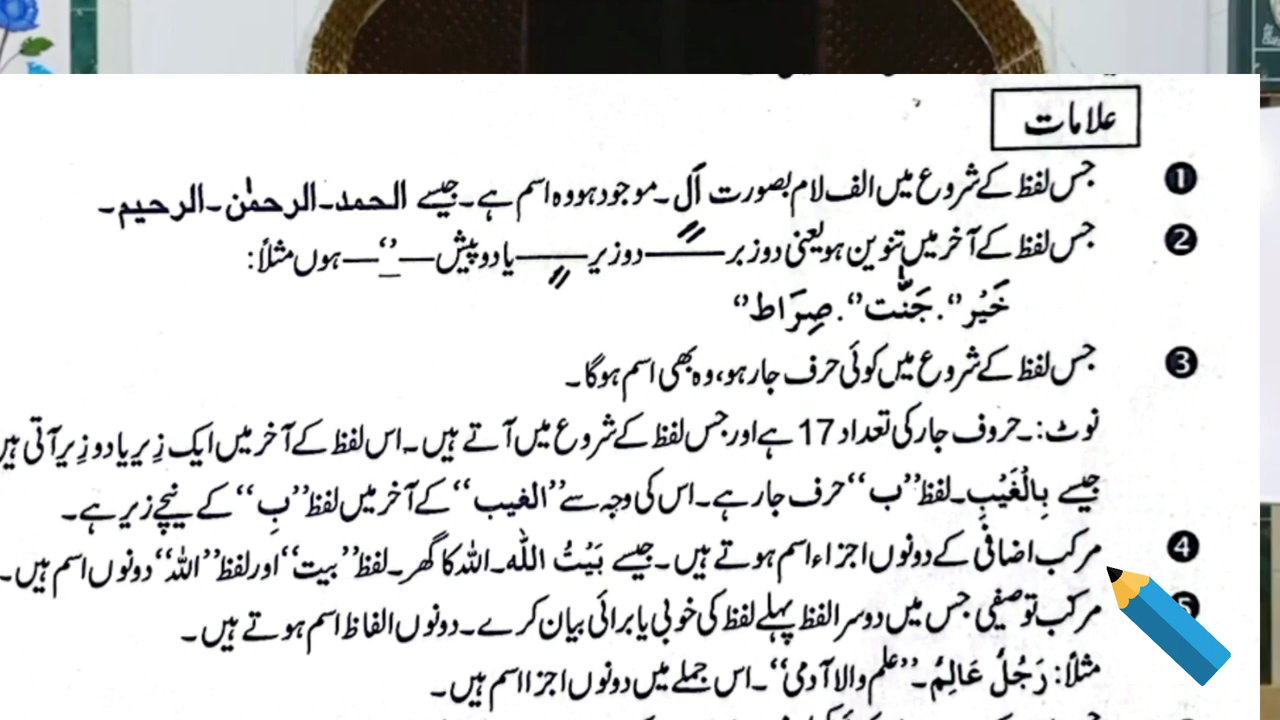 علامات
❶ جس لفظ کے شروع میں الف لام بصورت اَل ۔ موجود ہو وہ اسم ہے۔ جیسے الحمد۔ الرحمٰن۔ الرحیم۔
❷ جس لفظ کے آخر میں تنوین ہو یعنی دو زبر ــًـ دو زیر ــٍـ یا دو پیش ــٌـ ہوں مثلاً:
خَیْر''. جَنّٰت''. صِرَاط''
❸ جس لفظ کے شروع میں کوئی حرف جار ہو، وہ بھی اسم ہوگا۔
نوٹ:۔ حروف جار کی تعداد 17 ہے اور جس لفظ کے شروع میں آتے ہیں۔ اس لفظ کے آخر میں ایک زِیر یا دو زِیر آتی ہیں
جیسے بِالْغَیْبِ۔ لفظ ''ب'' حرف جار ہے۔ اس کی وجہ سے ''الغیب'' کے آخر میں لفظ ''بِ'' کے نیچے زیر ہے۔
❹ مرکب اضافی کے دونوں اجزاء اسم ہوتے ہیں۔ جیسے بَیْتُ اللّٰہ۔ اللہ کا گھر۔ لفظ ''بیت'' اور لفظ ''اللہ'' دونوں اسم ہیں۔
❺ مرکب توصیفی جس میں دوسرا لفظ پہلے لفظ کی خوبی یا برائی بیان کرے۔ دونوں الفاظ اسم ہوتے ہیں۔
مثلاً: رَجُلٌ عَالِمٌ۔ ''علم والا آدمی''۔ اس جملے میں دونوں اجزا اسم ہیں۔